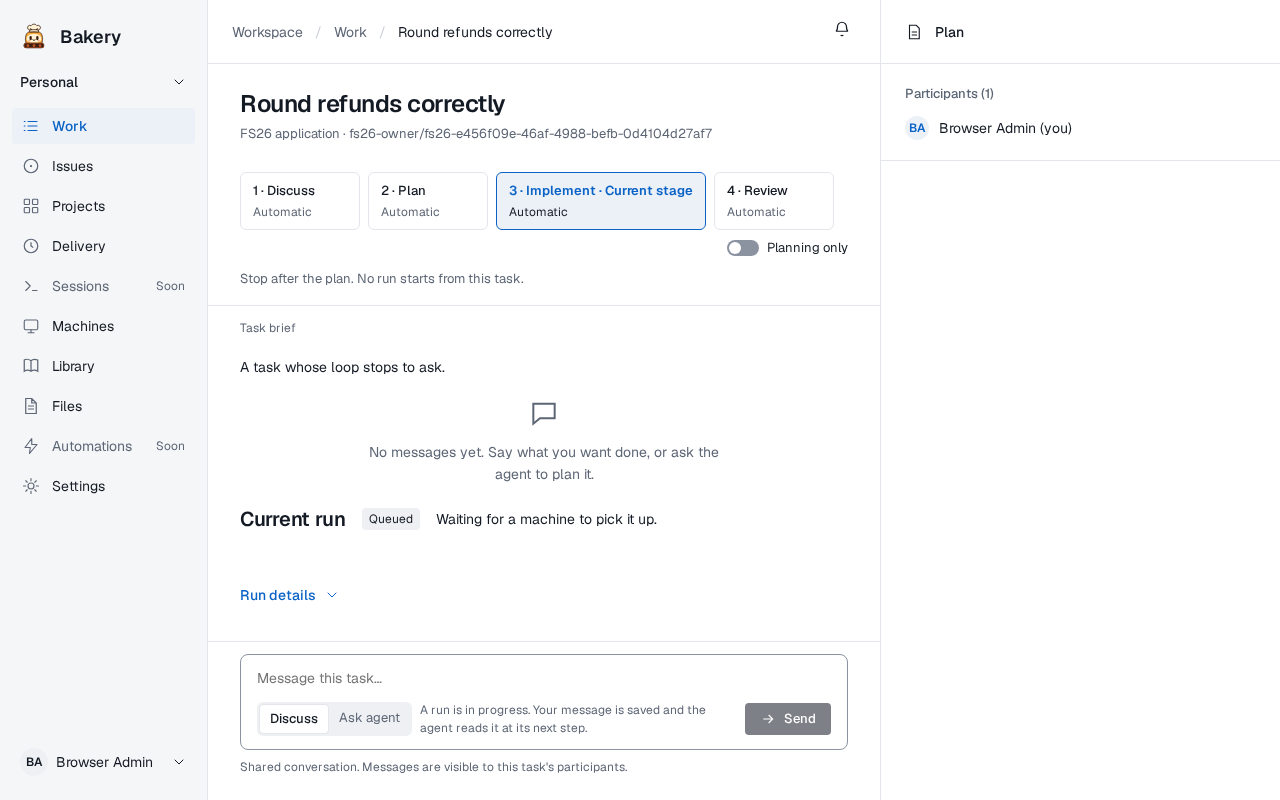 Bakery
Personal
Work
Issues
Projects
Delivery
Sessions Soon
Machines
Library
Files
Automations Soon
Settings
BA Browser Admin
Workspace / Work / Round refunds correctly
Round refunds correctly
FS26 application · fs26-owner/fs26-e456f09e-46af-4988-befb-0d4104d27af7
1 · Discuss
Automatic
2 · Plan
Automatic
3 · Implement · Current stage
Automatic
4 · Review
Automatic
Planning only
Stop after the plan. No run starts from this task.
Task brief
A task whose loop stops to ask.
No messages yet. Say what you want done, or ask the
agent to plan it.
Current run Queued Waiting for a machine to pick it up.
Run details
Message this task…
Discuss Ask agent
A run is in progress. Your message is saved and the
agent reads it at its next step.
Send
Shared conversation. Messages are visible to this task's participants.
Plan
Participants (1)
BA Browser Admin (you)